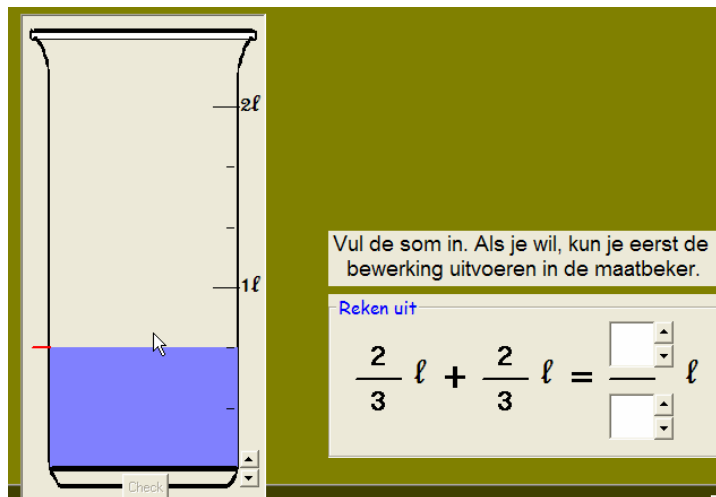 2ℓ
1ℓ
Check
Vul de som in. Als je wil, kun je eerst de
bewerking uitvoeren in de maatbeker.
Reken uit
2/3 ℓ + 2/3 ℓ = ℓ